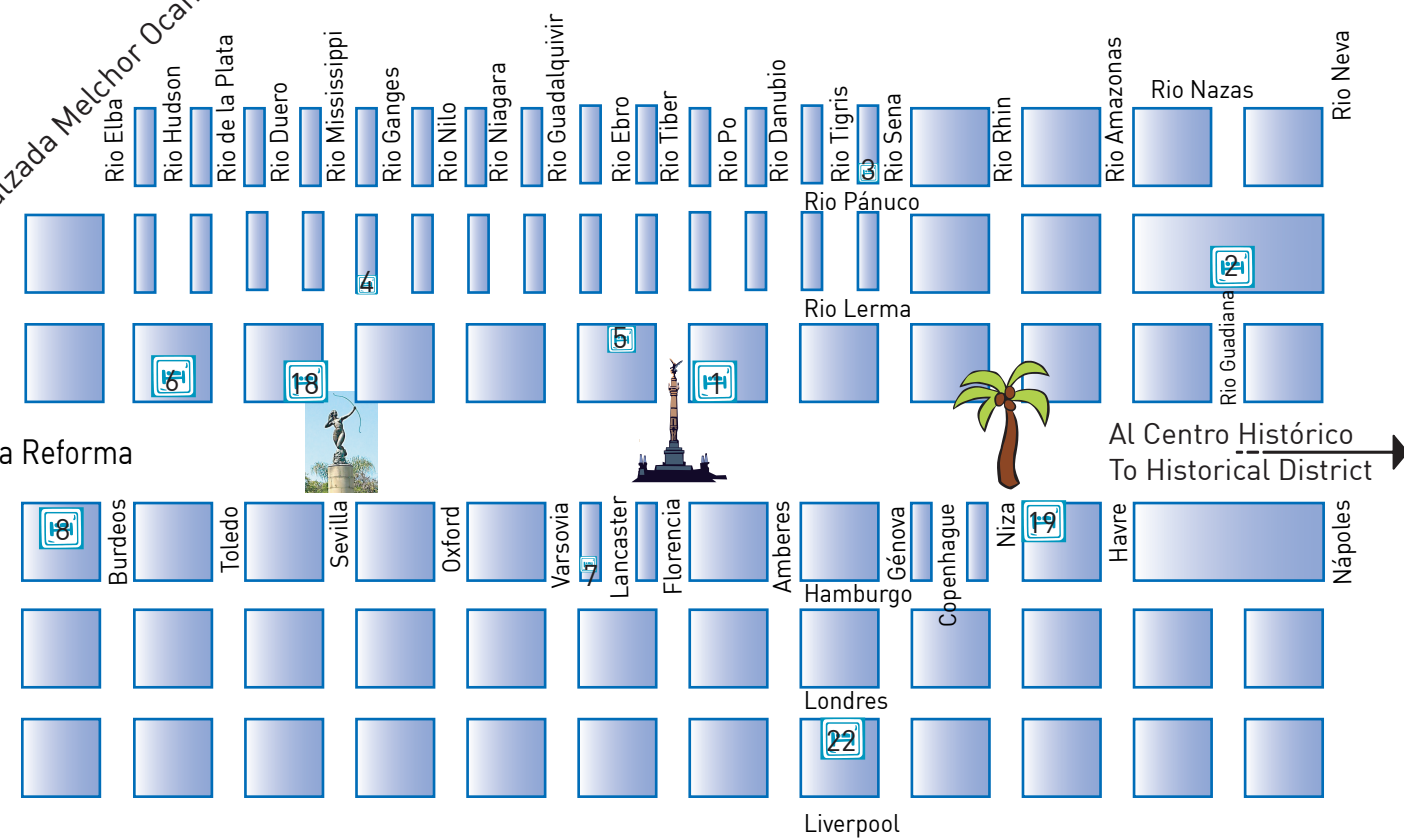 alzada Melchor Ocam
Rio Elba
Rio Hudson
Rio de la Plata
Rio Duero
Rio Mississippi
Rio Ganges
Rio Nilo
Rio Niagara
Rio Guadalquivir
Rio Ebro
Rio Tiber
Rio Po
Rio Danubio
Rio Tigris
Rio Sena
Rio Rhin
Rio Amazonas
Rio Nazas
Rio Neva
3
Rio Pánuco
4
2
Rio Lerma
Rio Guadiana
5
6
18
1
a Reforma
Al Centro Histórico
To Historical District
8
Burdeos
Toledo
Sevilla
Oxford
Varsovia
7
Lancaster
Florencia
Amberes
Génova
Copenhague
Niza
19
Havre
Nápoles
Hamburgo
Londres
22
Liverpool